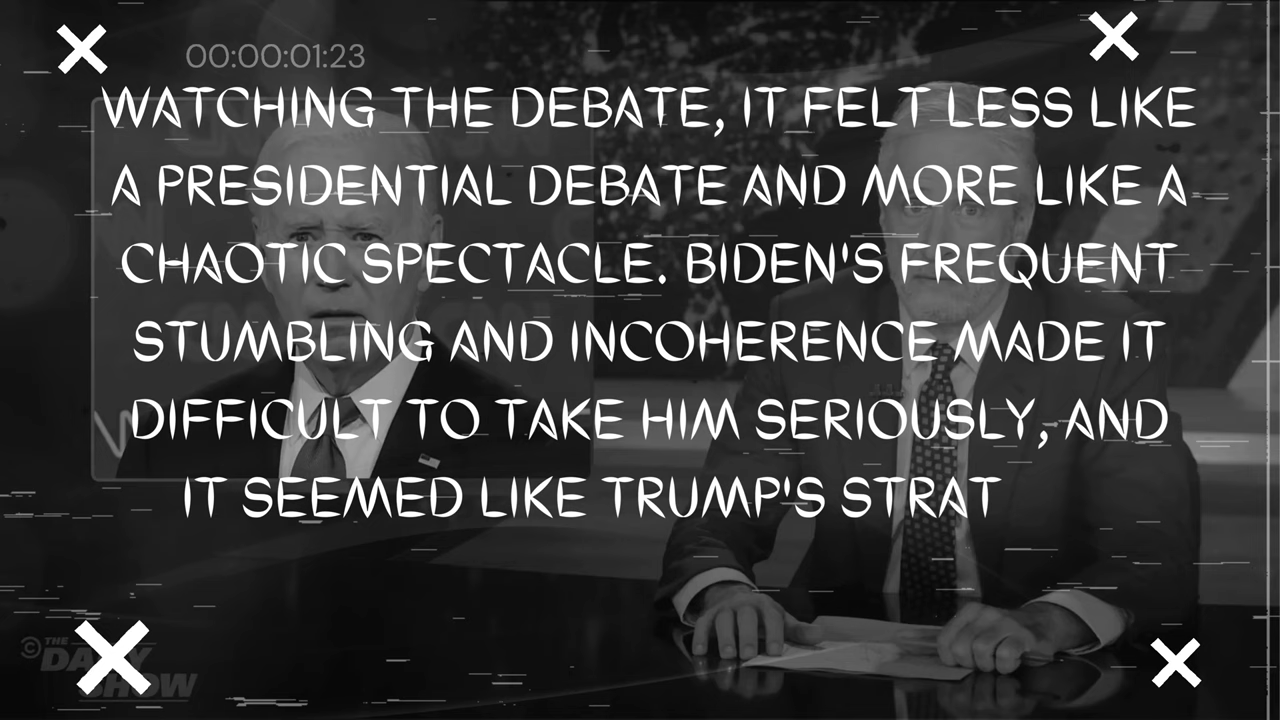 00:00:01:23
WATCHING THE DEBATE, IT FELT LESS LIKE
A PRESIDENTIAL DEBATE AND MORE LIKE A
CHAOTIC SPECTACLE. BIDEN'S FREQUENT
STUMBLING AND INCOHERENCE MADE IT
DIFFICULT TO TAKE HIM SERIOUSLY, AND
IT SEEMED LIKE TRUMP'S STRAT
© THE
DAILY
SHOW